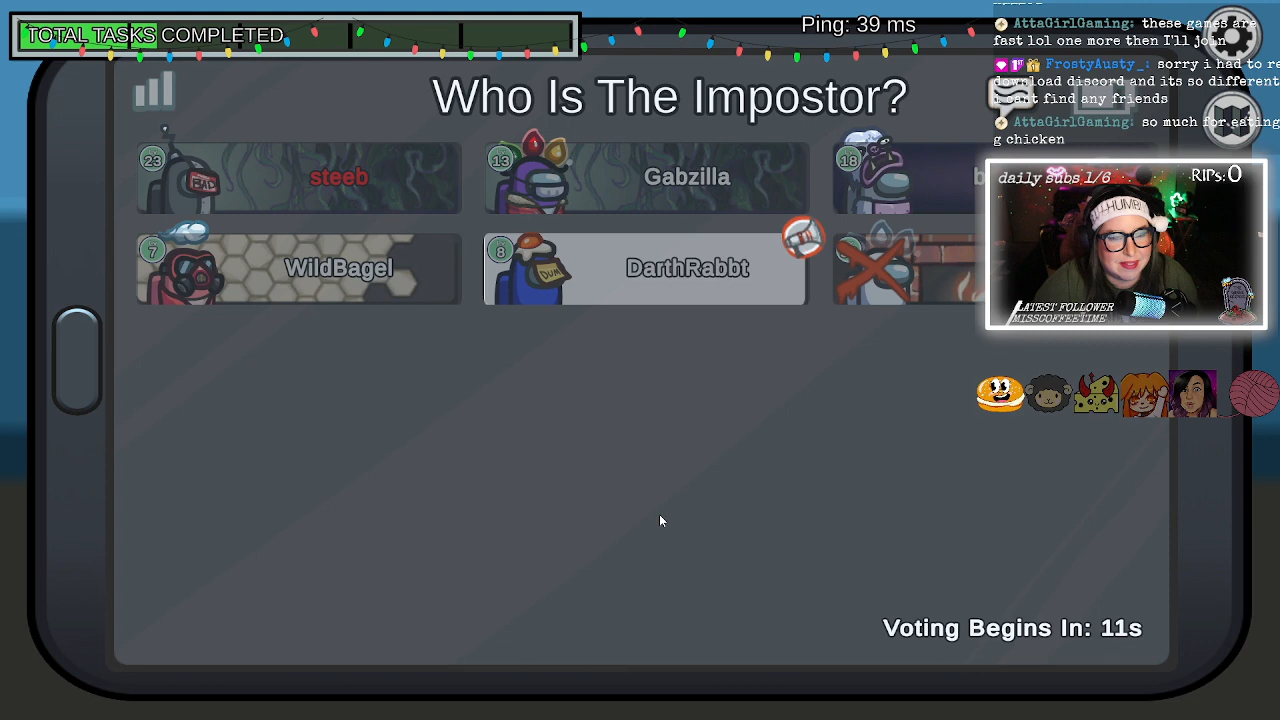 TOTAL TASKS COMPLETED
Ping: 39 ms
AttaGirlGaming: these games are
fast lol one more then I'll join
FrostyAusty_: sorry i had to re
download discord and its so different
i cant find any friends
AttaGirlGaming: so much for eating
g chicken
Who Is The Impostor?
23
BAD
steeb
13
Gabzilla
18
b
7
WildBagel
8
DUM
DarthRabbt
daily subs 1/6
RIPs:0
LATEST FOLLOWER
MISSCOFFEETIME
Voting Begins In: 11s